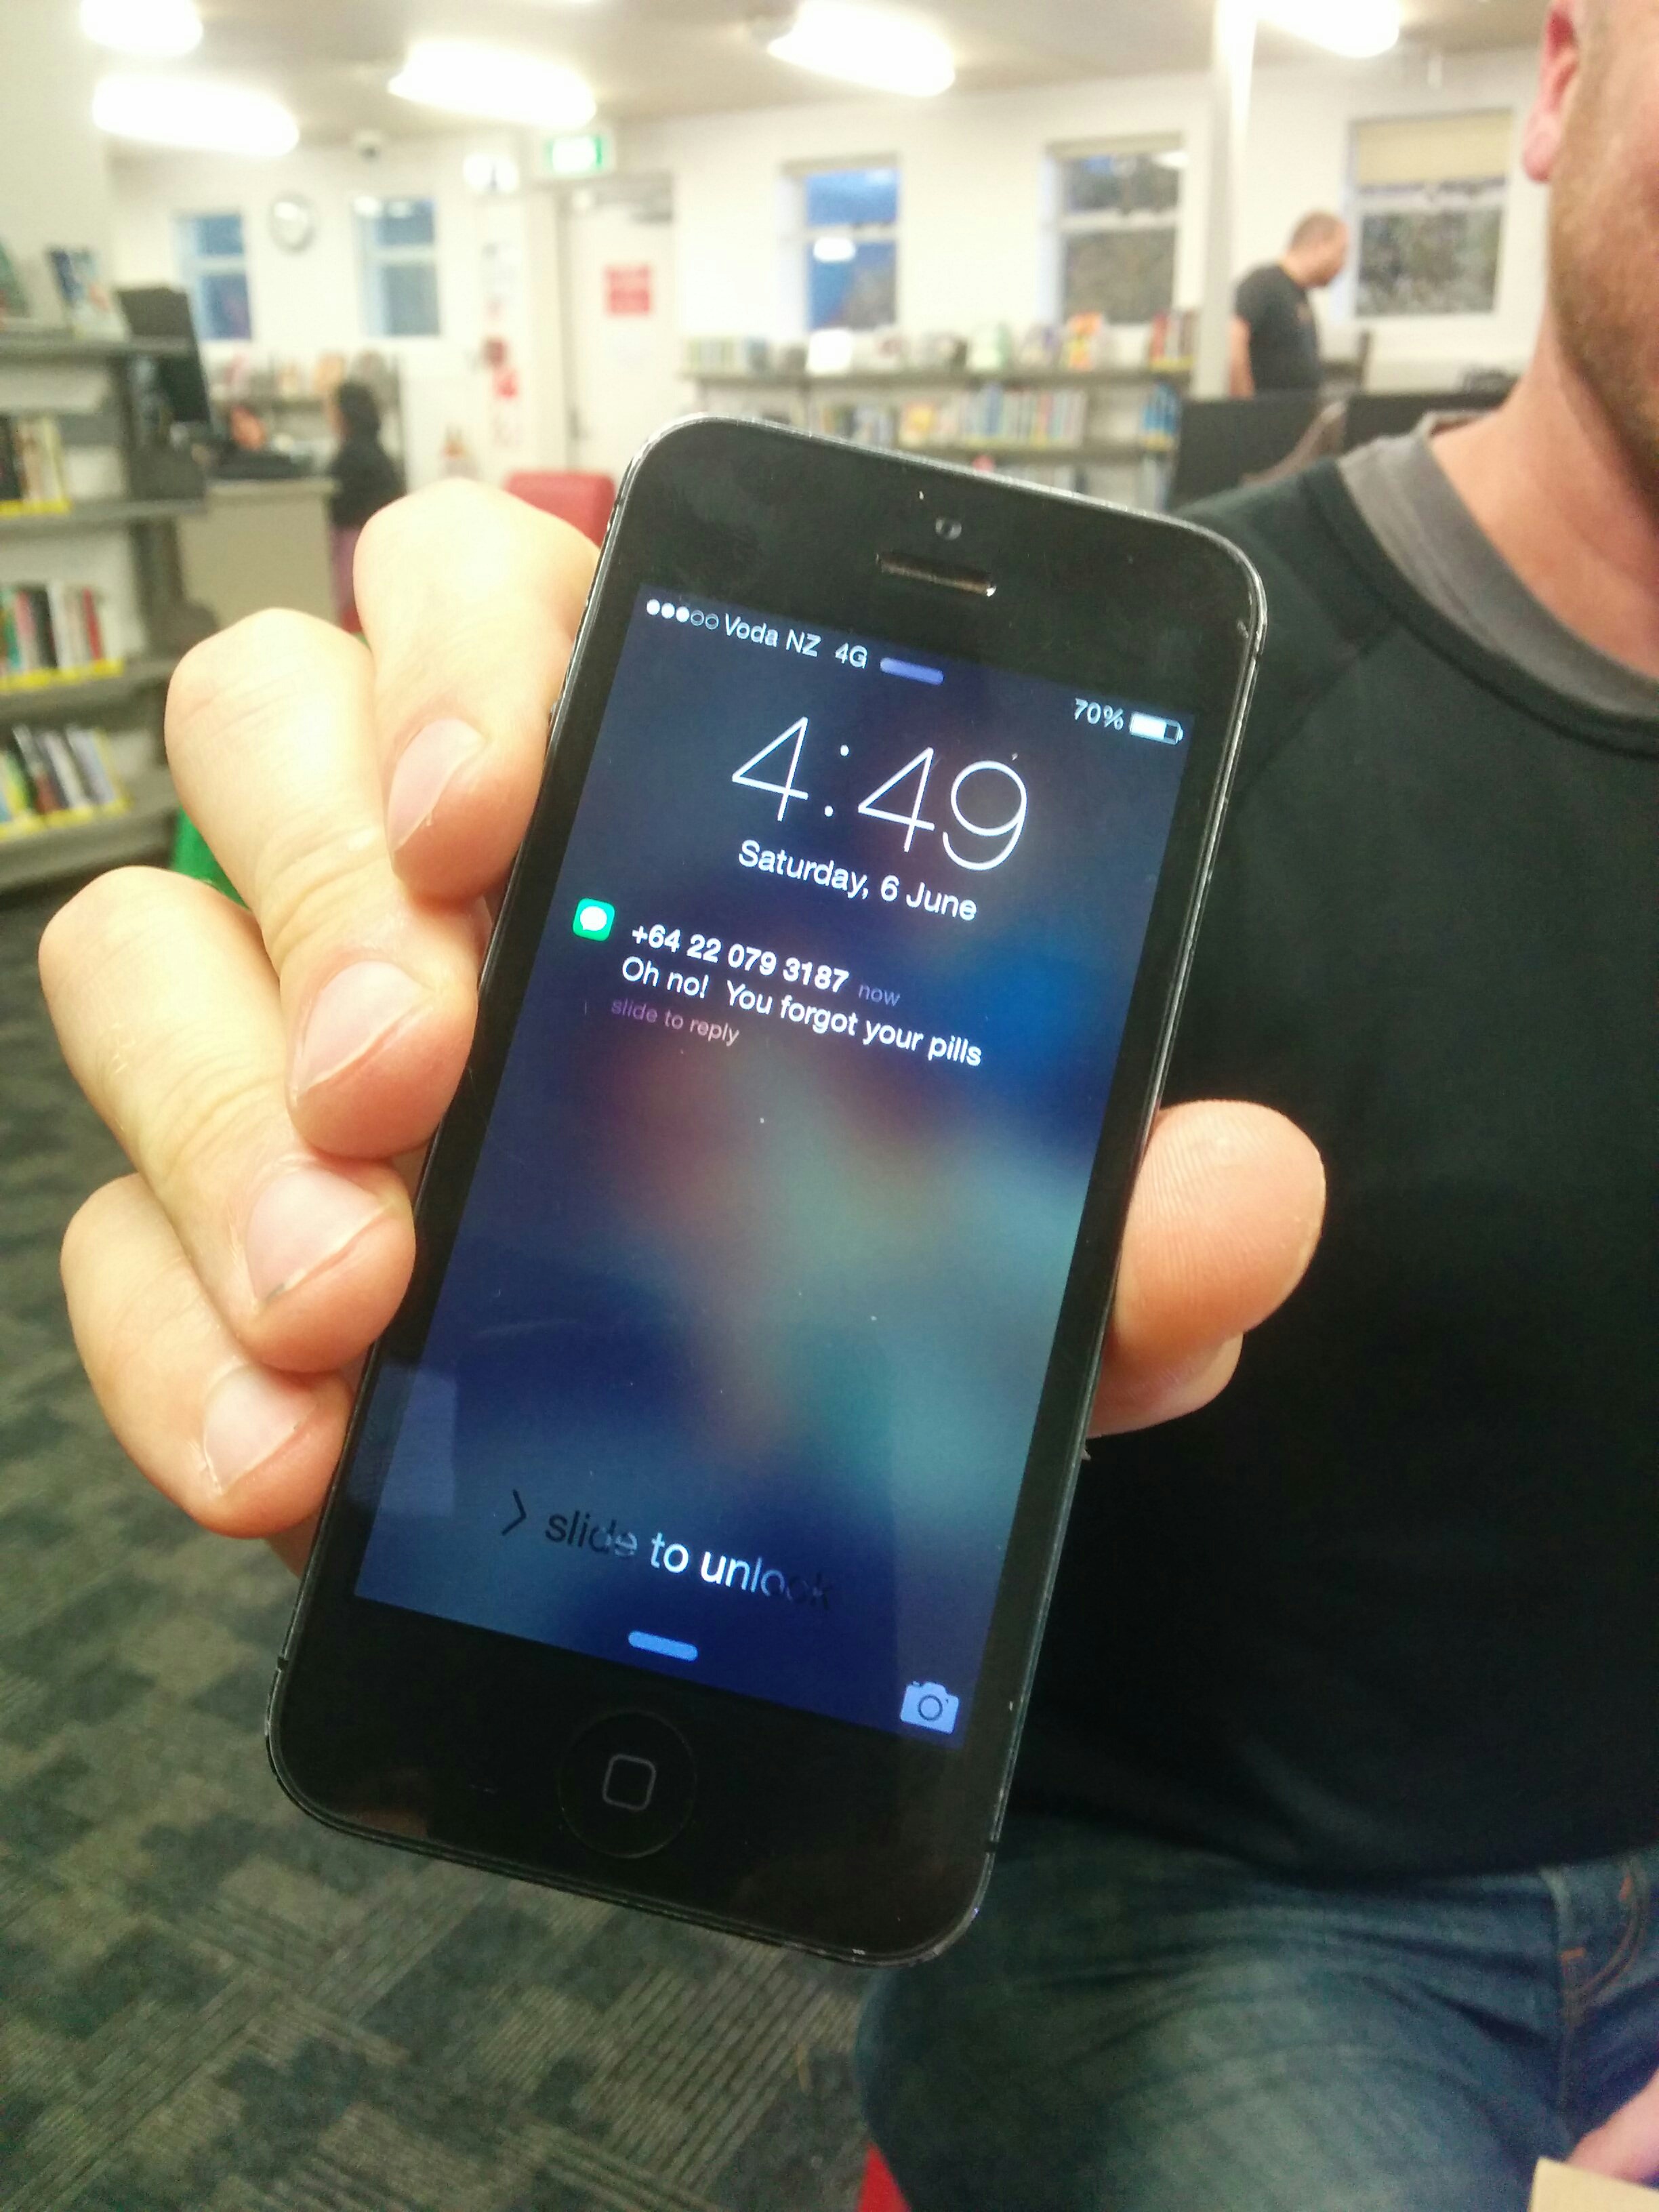 Voda NZ 4G
70%
4:49
Saturday, 6 June
+64 22 079 3187 now
Oh no! You forgot your pills
slide to reply
> slide to unlock